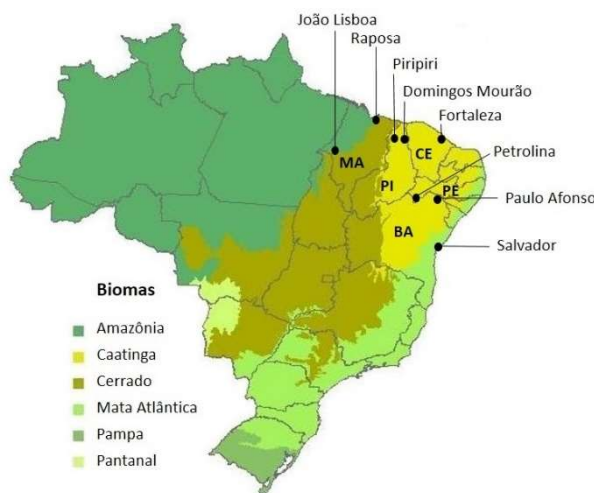 João Lisboa
Raposa
Piripiri
Domingos Mourão
Fortaleza
MA
CE
Petrolina
PI
PE
Paulo Afonso
BA
Salvador
Biomas
Amazônia
Caatinga
Cerrado
Mata Atlântica
Pampa
Pantanal